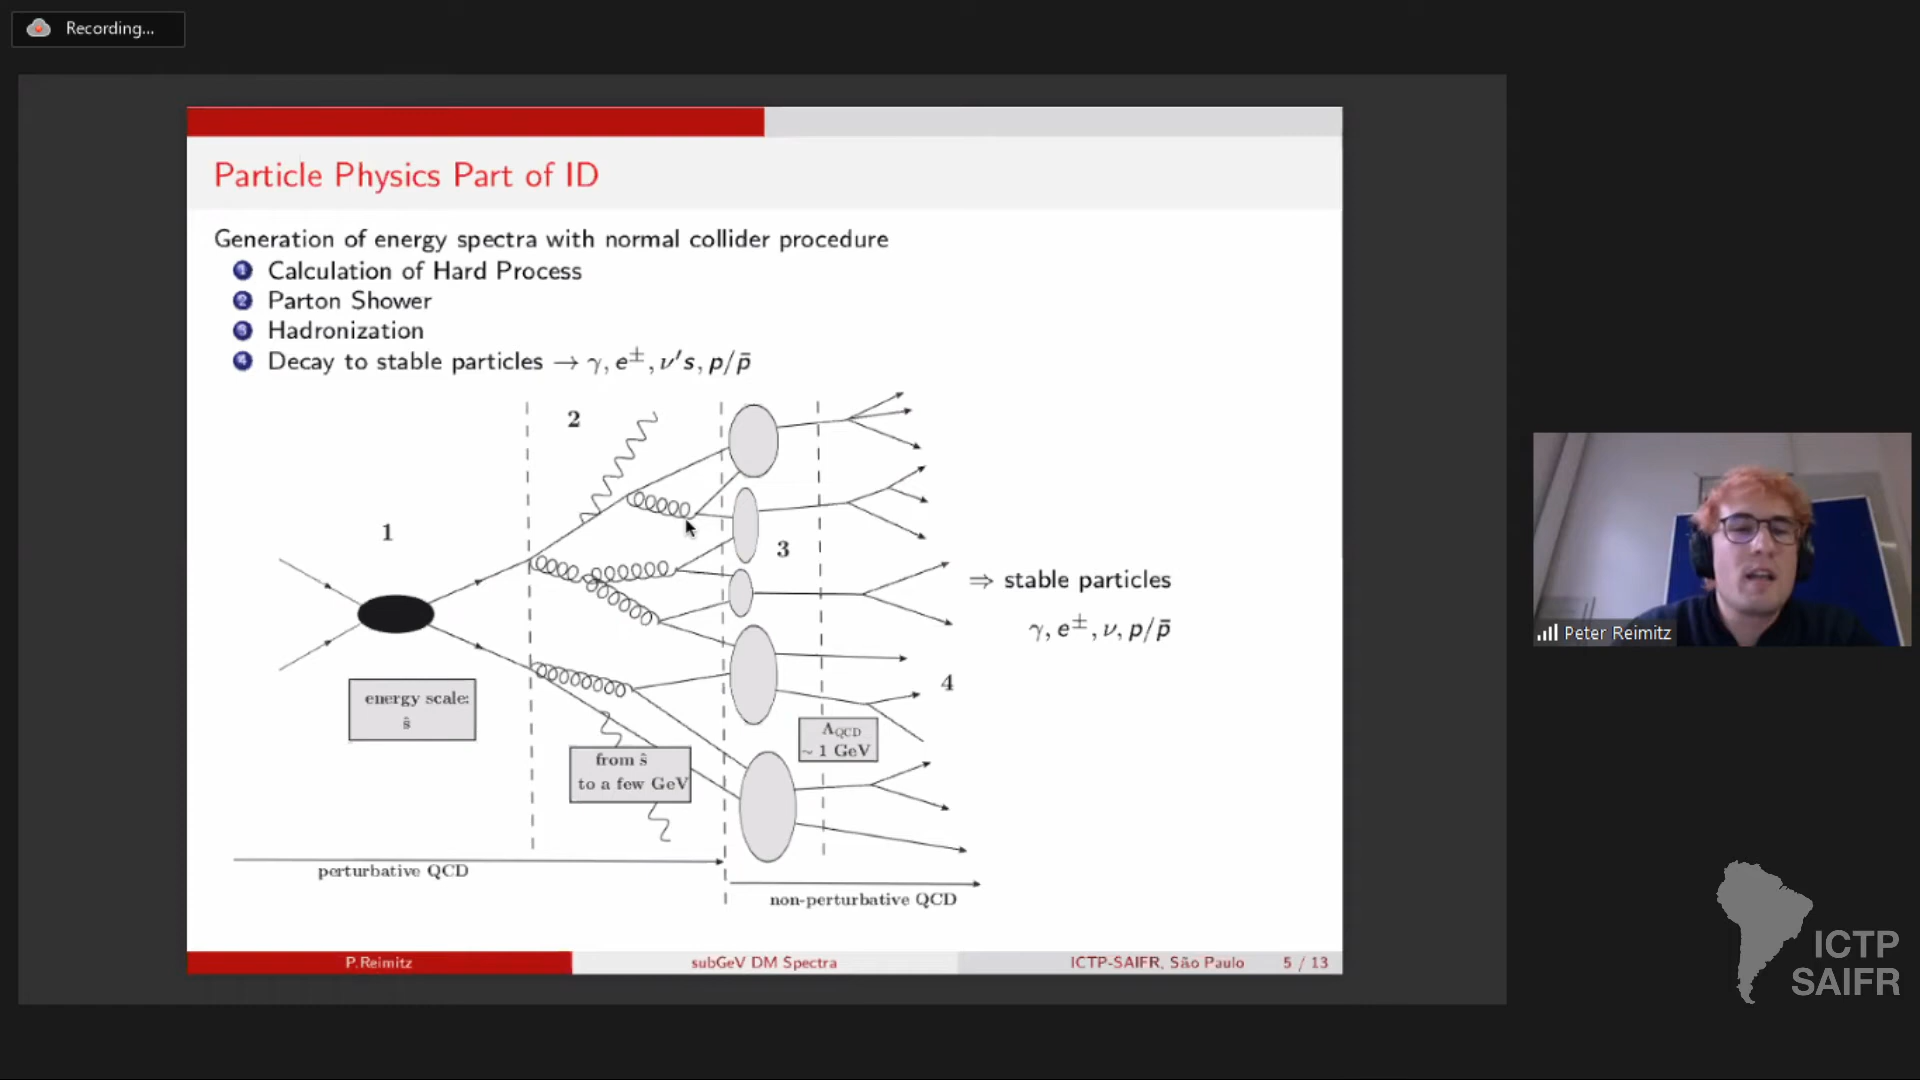 Recording...
Particle Physics Part of ID
Generation of energy spectra with normal collider procedure
1 Calculation of Hard Process
2 Parton Shower
3 Hadronization
4 Decay to stable particles → γ, e±, ν's, p/p̄
2
1
3
⇒ stable particles
γ, e±, ν, p/p̄
4
energy scale:
ŝ
from ŝ
to a few GeV
Λ_QCD
~ 1 GeV
perturbative QCD
non-perturbative QCD
P.Reimitz subGeV DM Spectra ICTP-SAIFR, São Paulo 5 / 13
Peter Reimitz
ICTP
SAIFR